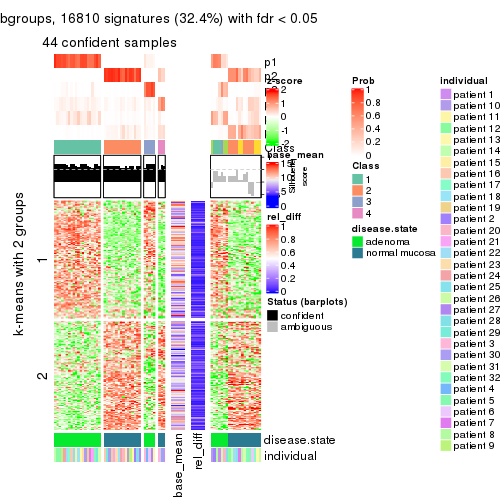 bgroups, 16810 signatures (32.4%) with fdr < 0.05
44 confident samples
p1
p2
Class
k-means with 2 groups
1
2
base_mean
rel_diff
disease.state
individual
z-score
2
1
0
-1
-2
base_mean
15
10
5
0
Silhouette
score
rel_diff
1
0.8
0.6
0.4
0.2
0
Status (barplots)
confident
ambiguous
Prob
1
0.8
0.6
0.4
0.2
0
Class
1
2
3
4
disease.state
adenoma
normal mucosa
individual
patient 1
patient 10
patient 11
patient 12
patient 13
patient 14
patient 15
patient 16
patient 17
patient 18
patient 19
patient 2
patient 20
patient 21
patient 22
patient 23
patient 24
patient 25
patient 26
patient 27
patient 28
patient 29
patient 3
patient 30
patient 31
patient 32
patient 4
patient 5
patient 6
patient 7
patient 8
patient 9